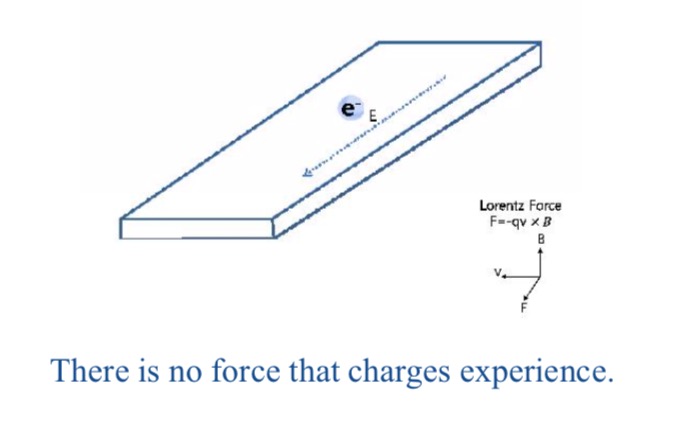 e⁻
E
Lorentz Force
F=-qv × B
B
V
F
There is no force that charges experience.